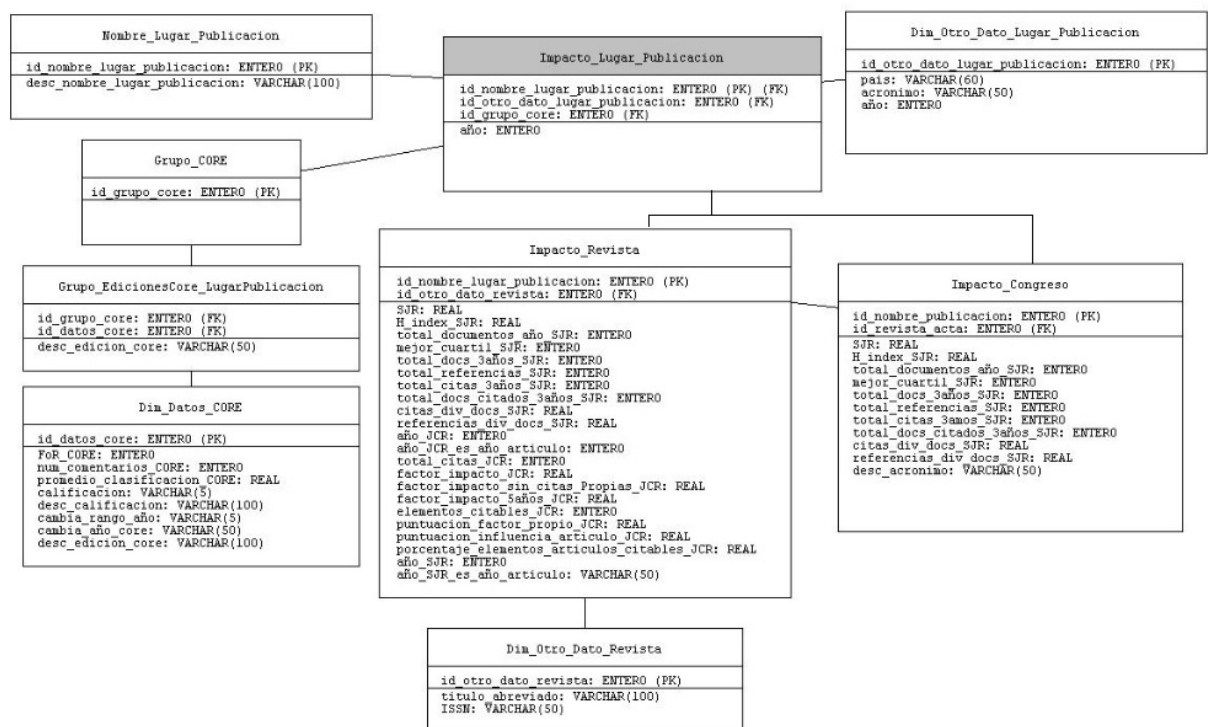 Nombre_Lugar_Publicacion
id_nombre_lugar_publicacion: ENTERO (PK)
desc_nombre_lugar_publicacion: VARCHAR(100)
Impacto_Lugar_Publicacion
id_nombre_lugar_publicacion: ENTERO (PK) (FK)
id_otro_dato_lugar_publicacion: ENTERO (FK)
id_grupo_core: ENTERO (FK)
año: ENTERO
Dim_Otro_Dato_Lugar_Publicacion
id_otro_dato_lugar_publicacion: ENTERO (PK)
pais: VARCHAR(60)
acronimo: VARCHAR(50)
año: ENTERO
Grupo_CORE
id_grupo_core: ENTERO (PK)
Grupo_EdicionesCore_LugarPublicacion
id_grupo_core: ENTERO (FK)
id_datos_core: ENTERO (FK)
desc_edicion_core: VARCHAR(50)
Dim_Datos_CORE
id_datos_core: ENTERO (PK)
FoR_CORE: ENTERO
num_comentarios_CORE: ENTERO
promedio_clasificacion_CORE: REAL
calificacion: VARCHAR(5)
desc_calificacion: VARCHAR(100)
cambia_rango_año: VARCHAR(5)
cambia_año_core: VARCHAR(50)
desc_edicion_core: VARCHAR(100)
Impacto_Revista
id_nombre_lugar_publicacion: ENTERO (PK)
id_otro_dato_revista: ENTERO (FK)
SJR: REAL
H_index_SJR: REAL
total_documentos_año_SJR: ENTERO
mejor_cuartil_SJR: ENTERO
total_docs_3años_SJR: ENTERO
total_referencias_SJR: ENTERO
total_citas_3años_SJR: ENTERO
total_docs_citados_3años_SJR: ENTERO
citas_div_docs_SJR: REAL
referencias_div_docs_SJR: REAL
año_JCR: ENTERO
año_JCR_es_año_articulo: ENTERO
total_citas_JCR: ENTERO
factor_impacto_JCR: REAL
factor_impacto_sin_citas_Propias_JCR: REAL
factor_impacto_5años_JCR: REAL
elementos_citables_JCR: ENTERO
puntuacion_factor_propio_JCR: REAL
puntuacion_influencia_articulo_JCR: REAL
porcentaje_elementos_articulos_citables_JCR: REAL
año_SJR: ENTERO
año_SJR_es_año_articulo: VARCHAR(50)
Impacto_Congreso
id_nombre_publicacion: ENTERO (PK)
id_revista_acta: ENTERO (FK)
SJR: REAL
H_index_SJR: REAL
total_documentos_año_SJR: ENTERO
mejor_cuartil_SJR: ENTERO
total_docs_3años_SJR: ENTERO
total_referencias_SJR: ENTERO
total_citas_3amos_SJR: ENTERO
total_docs_citados_3años_SJR: ENTERO
citas_div_docs_SJR: REAL
referencias_div_docs_SJR: REAL
desc_acronimo: VARCHAR(50)
Dim_Otro_Dato_Revista
id_otro_dato_revista: ENTERO (PK)
titulo_abreviado: VARCHAR(100)
ISSN: VARCHAR(50)